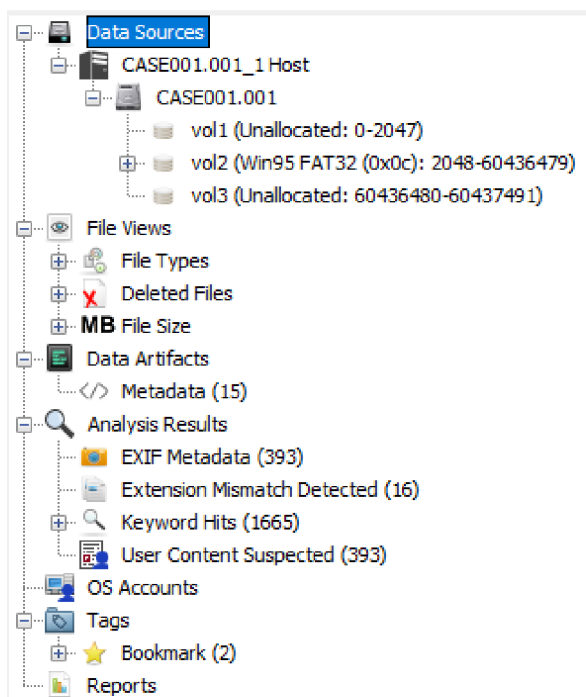 Data Sources
CASE001.001_1 Host
CASE001.001
vol1 (Unallocated: 0-2047)
vol2 (Win95 FAT32 (0x0c): 2048-60436479)
vol3 (Unallocated: 60436480-60437491)
File Views
File Types
Deleted Files
MB File Size
Data Artifacts
Metadata (15)
Analysis Results
EXIF Metadata (393)
Extension Mismatch Detected (16)
Keyword Hits (1665)
User Content Suspected (393)
OS Accounts
Tags
Bookmark (2)
Reports